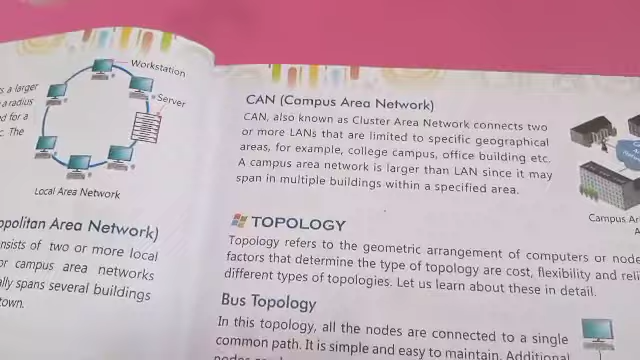 s a larger
a radius
ed for a
c. The
Workstation
Server
Local Area Network
opolitan Area Network)
nsists of two or more local
or campus area networks
ally spans several buildings
town.
CAN (Campus Area Network)
CAN, also known as Cluster Area Network connects two
or more LANs that are limited to specific geographical
areas, for example, college campus, office building etc.
A campus area network is larger than LAN since it may
span in multiple buildings within a specified area.
Campus Ar
TOPOLOGY
Topology refers to the geometric arrangement of computers or node
factors that determine the type of topology are cost, flexibility and reli
different types of topologies. Let us learn about these in detail.
Bus Topology
In this topology, all the nodes are connected to a single
common path. It is simple and easy to maintain. Additional